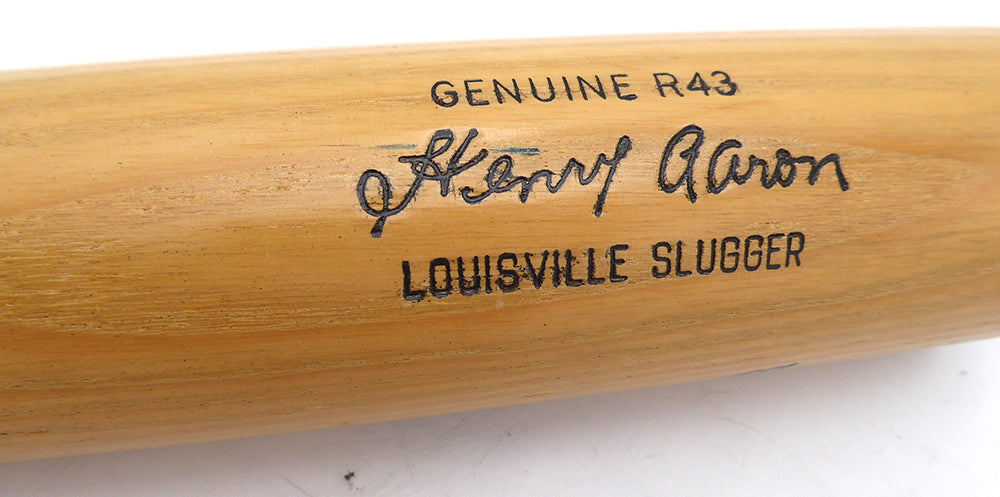 GENUINE R43
Henry Aaron
LOUISVILLE SLUGGER